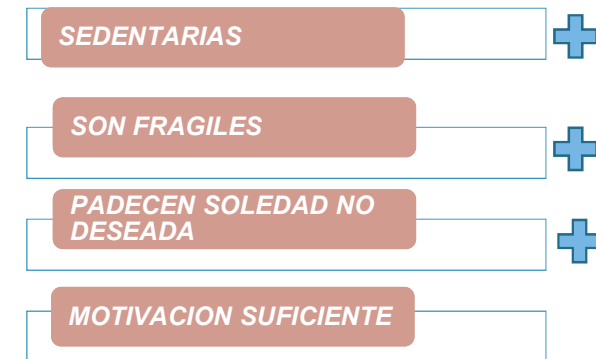 SEDENTARIAS
SON FRAGILES
PADECEN SOLEDAD NO
DESEADA
MOTIVACION SUFICIENTE